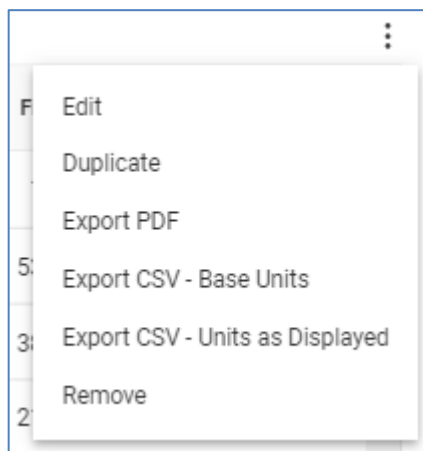 Edit
Duplicate
Export PDF
Export CSV - Base Units
Export CSV - Units as Displayed
Remove